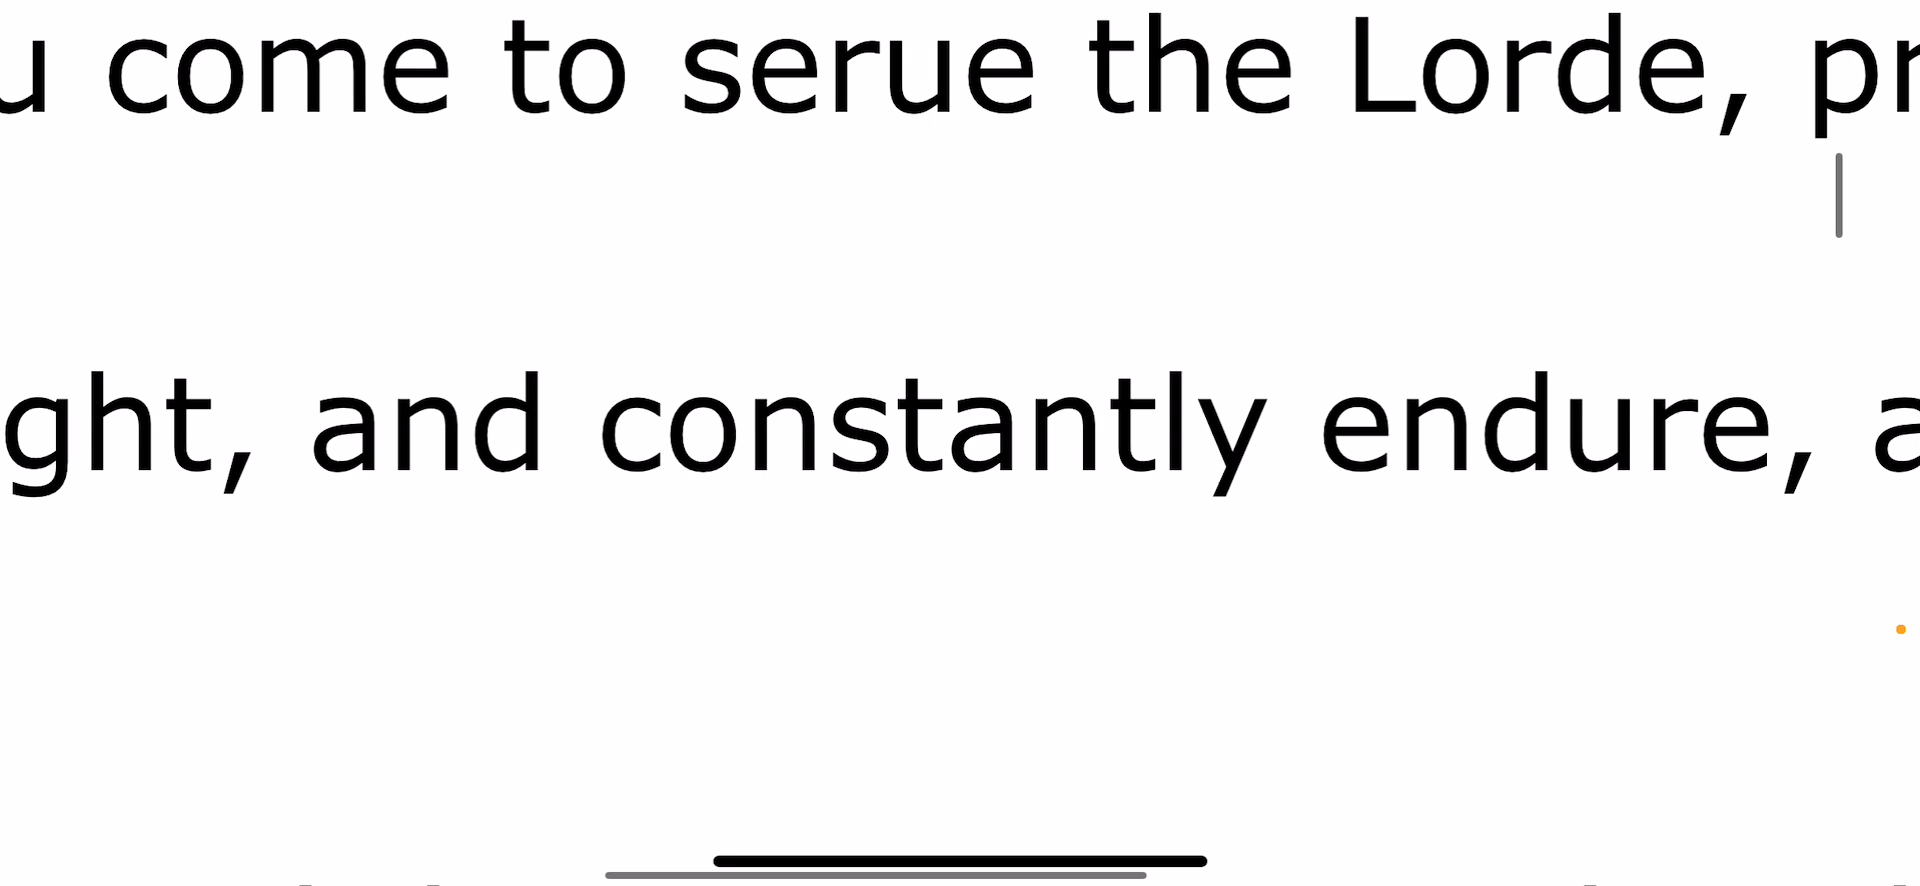 u come to serue the Lorde, pr
ght, and constantly endure, a